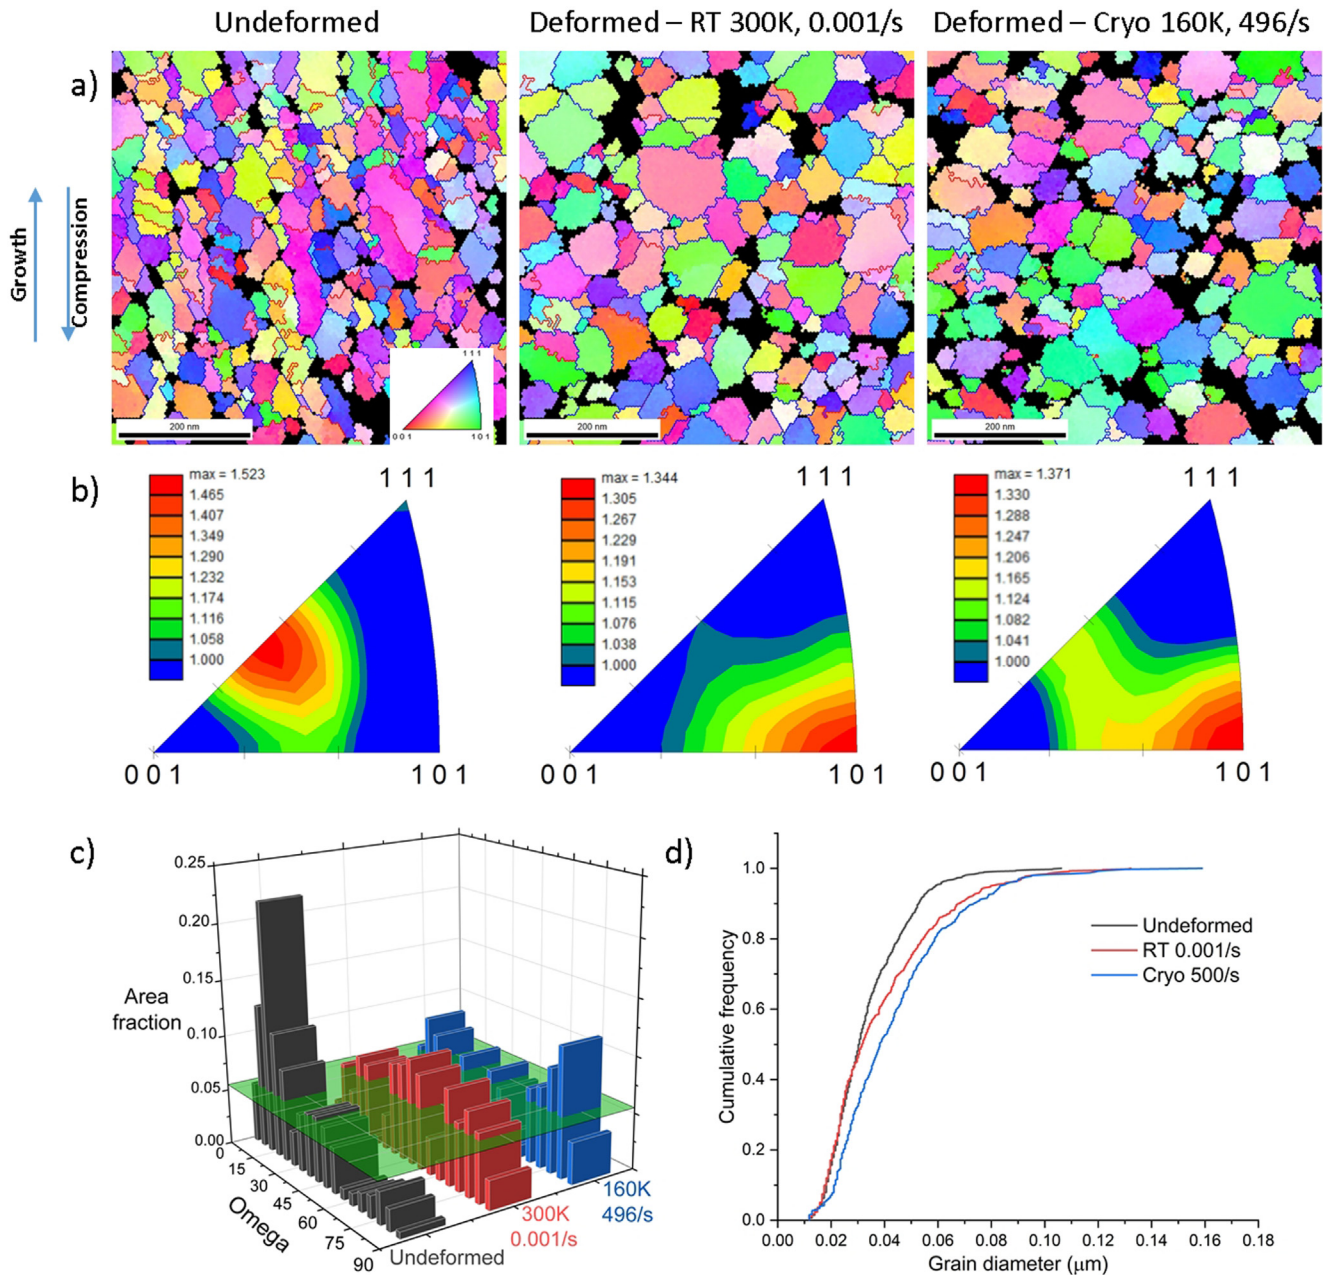 Undeformed
Deformed – RT 300K, 0.001/s
Deformed – Cryo 160K, 496/s
a)
Growth
Compression
200 nm
1 1 1
0 0 1
1 0 1
200 nm
200 nm
b)
max = 1.523
1.465
1.407
1.349
1.290
1.232
1.174
1.116
1.058
1.000
1 1 1
0 0 1
1 0 1
max = 1.344
1.305
1.267
1.229
1.191
1.153
1.115
1.076
1.038
1.000
1 1 1
0 0 1
1 0 1
max = 1.371
1.330
1.288
1.247
1.206
1.165
1.124
1.082
1.041
1.000
1 1 1
0 0 1
1 0 1
c)
0.25
0.20
0.15
0.10
0.05
0.00
Area
fraction
0
15
30
45
60
75
90
Omega
Undeformed
300K
0.001/s
160K
496/s
d)
1.0
0.8
0.6
0.4
0.2
0.0
Cumulative frequency
Undeformed
RT 0.001/s
Cryo 500/s
0.00 0.02 0.04 0.06 0.08 0.10 0.12 0.14 0.16 0.18
Grain diameter (μm)